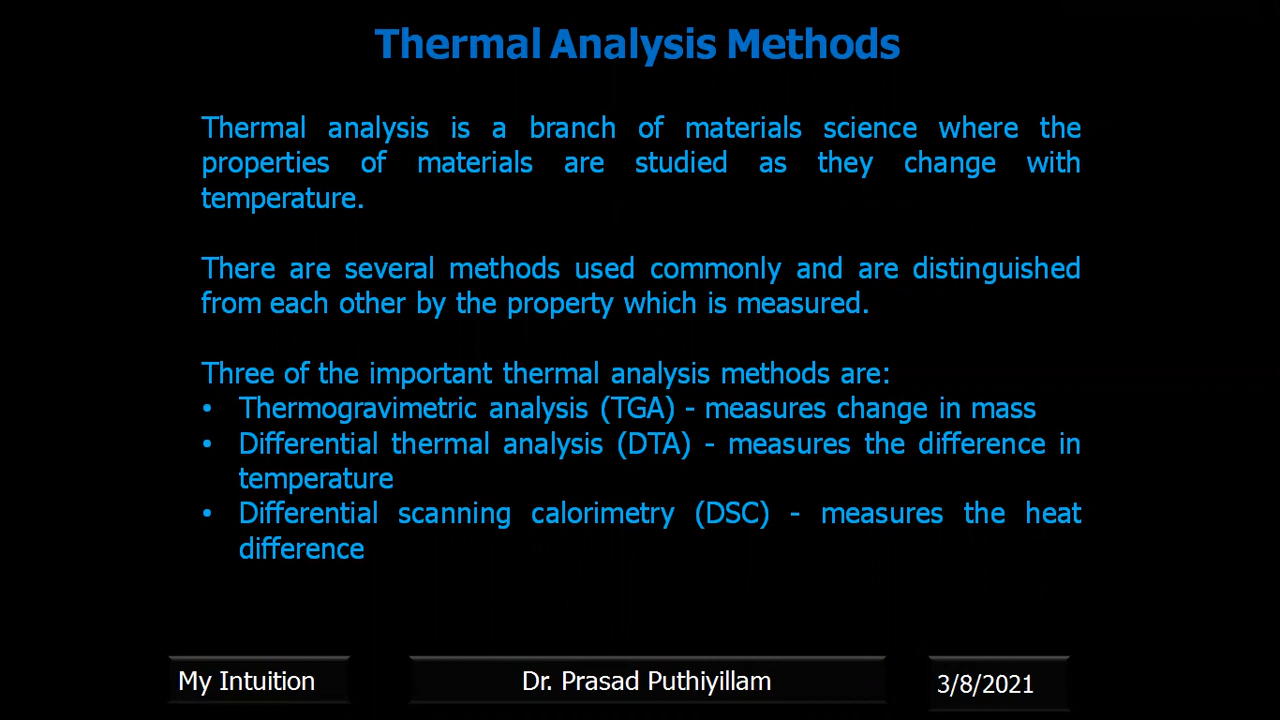 Thermal Analysis Methods
Thermal analysis is a branch of materials science where the
properties of materials are studied as they change with
temperature.
There are several methods used commonly and are distinguished
from each other by the property which is measured.
Three of the important thermal analysis methods are:
• Thermogravimetric analysis (TGA) - measures change in mass
• Differential thermal analysis (DTA) - measures the difference in
temperature
• Differential scanning calorimetry (DSC) - measures the heat
difference
My Intuition
Dr. Prasad Puthiyillam
3/8/2021